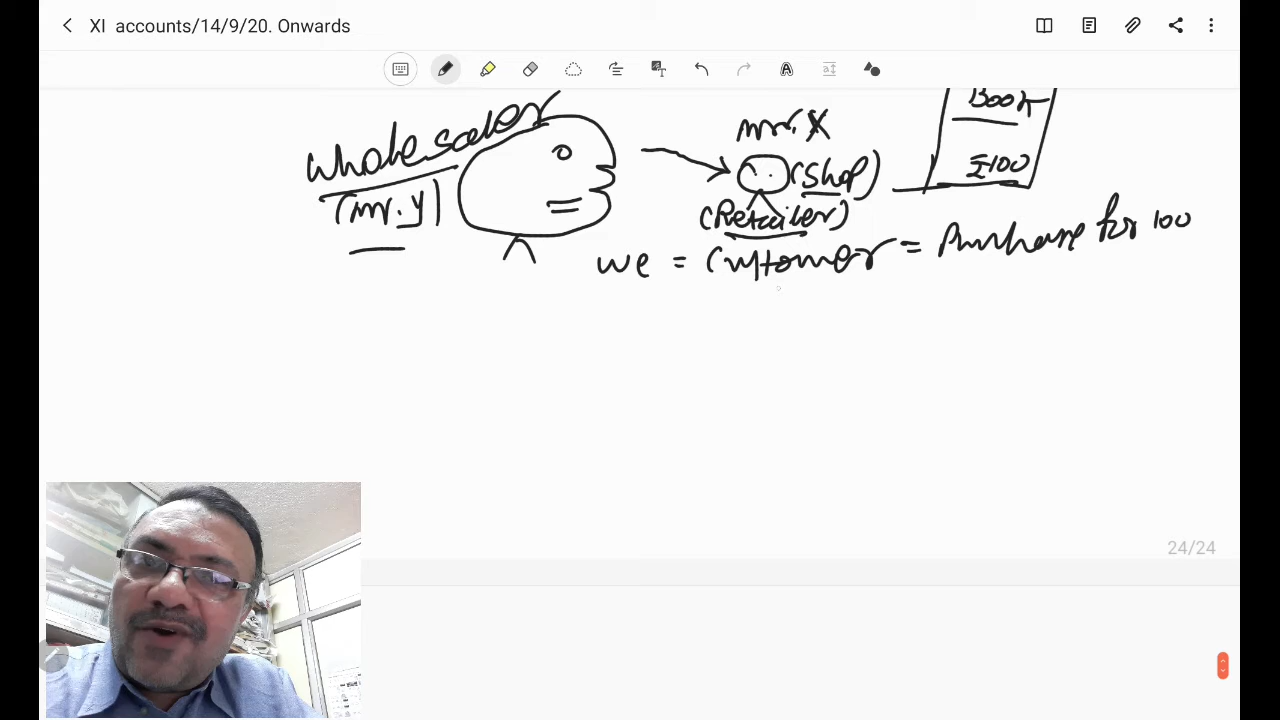 XI accounts/14/9/20. Onwards
Book
wholesaler
mr. X
₹100
(shop)
(mr. y)
(Retailer)
we = Customer = Purchase for 100
24/24